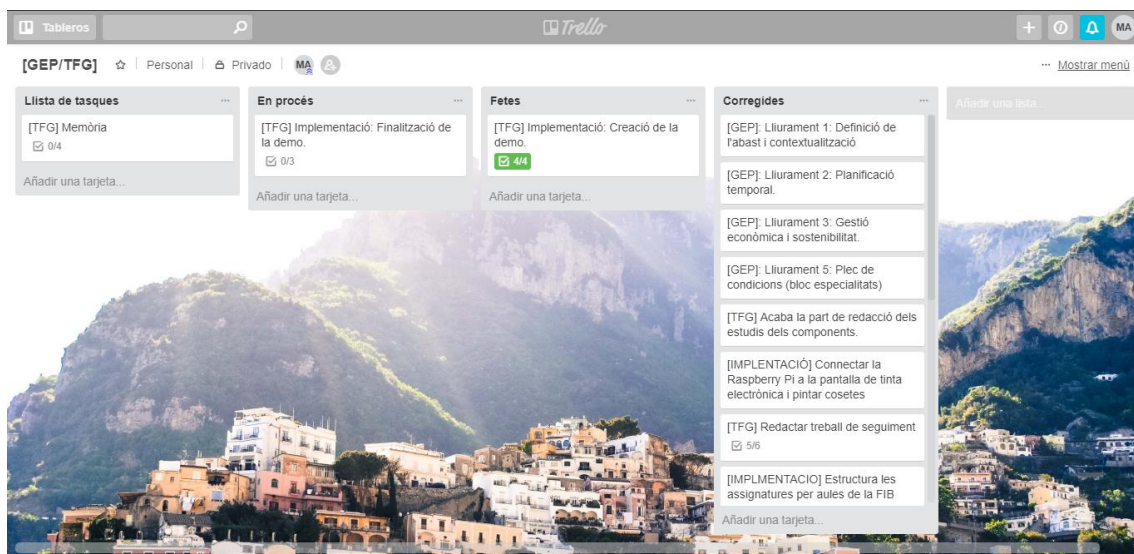 Tableros
Trello
MA
[GEP/TFG]
Personal
Privado
MA
... Mostrar menú
Llista de tasques
...
[TFG] Memòria
0/4
Añadir una tarjeta...
En procés
...
[TFG] Implementació: Finalització de
la demo.
0/3
Añadir una tarjeta...
Fetes
...
[TFG] Implementació: Creació de la
demo.
4/4
Añadir una tarjeta...
Corregides
...
[GEP]: Lliurament 1: Definició de
l'abast i contextualització
[GEP]: Lliurament 2: Planificació
temporal.
[GEP]: Lliurament 3: Gestió
econòmica i sostenibilitat.
[GEP]: Lliurament 5: Plec de
condicions (bloc especialitats)
[TFG] Acaba la part de redacció dels
estudis dels components.
[IMPLENTACIÓ] Connectar la
Raspberry Pi a la pantalla de tinta
electrònica i pintar cosetes
[TFG] Redactar treball de seguiment
5/6
[IMPLMENTACIO] Estructura les
assignatures per aules de la FIB
Añadir una tarjeta...
Añadir una lista...